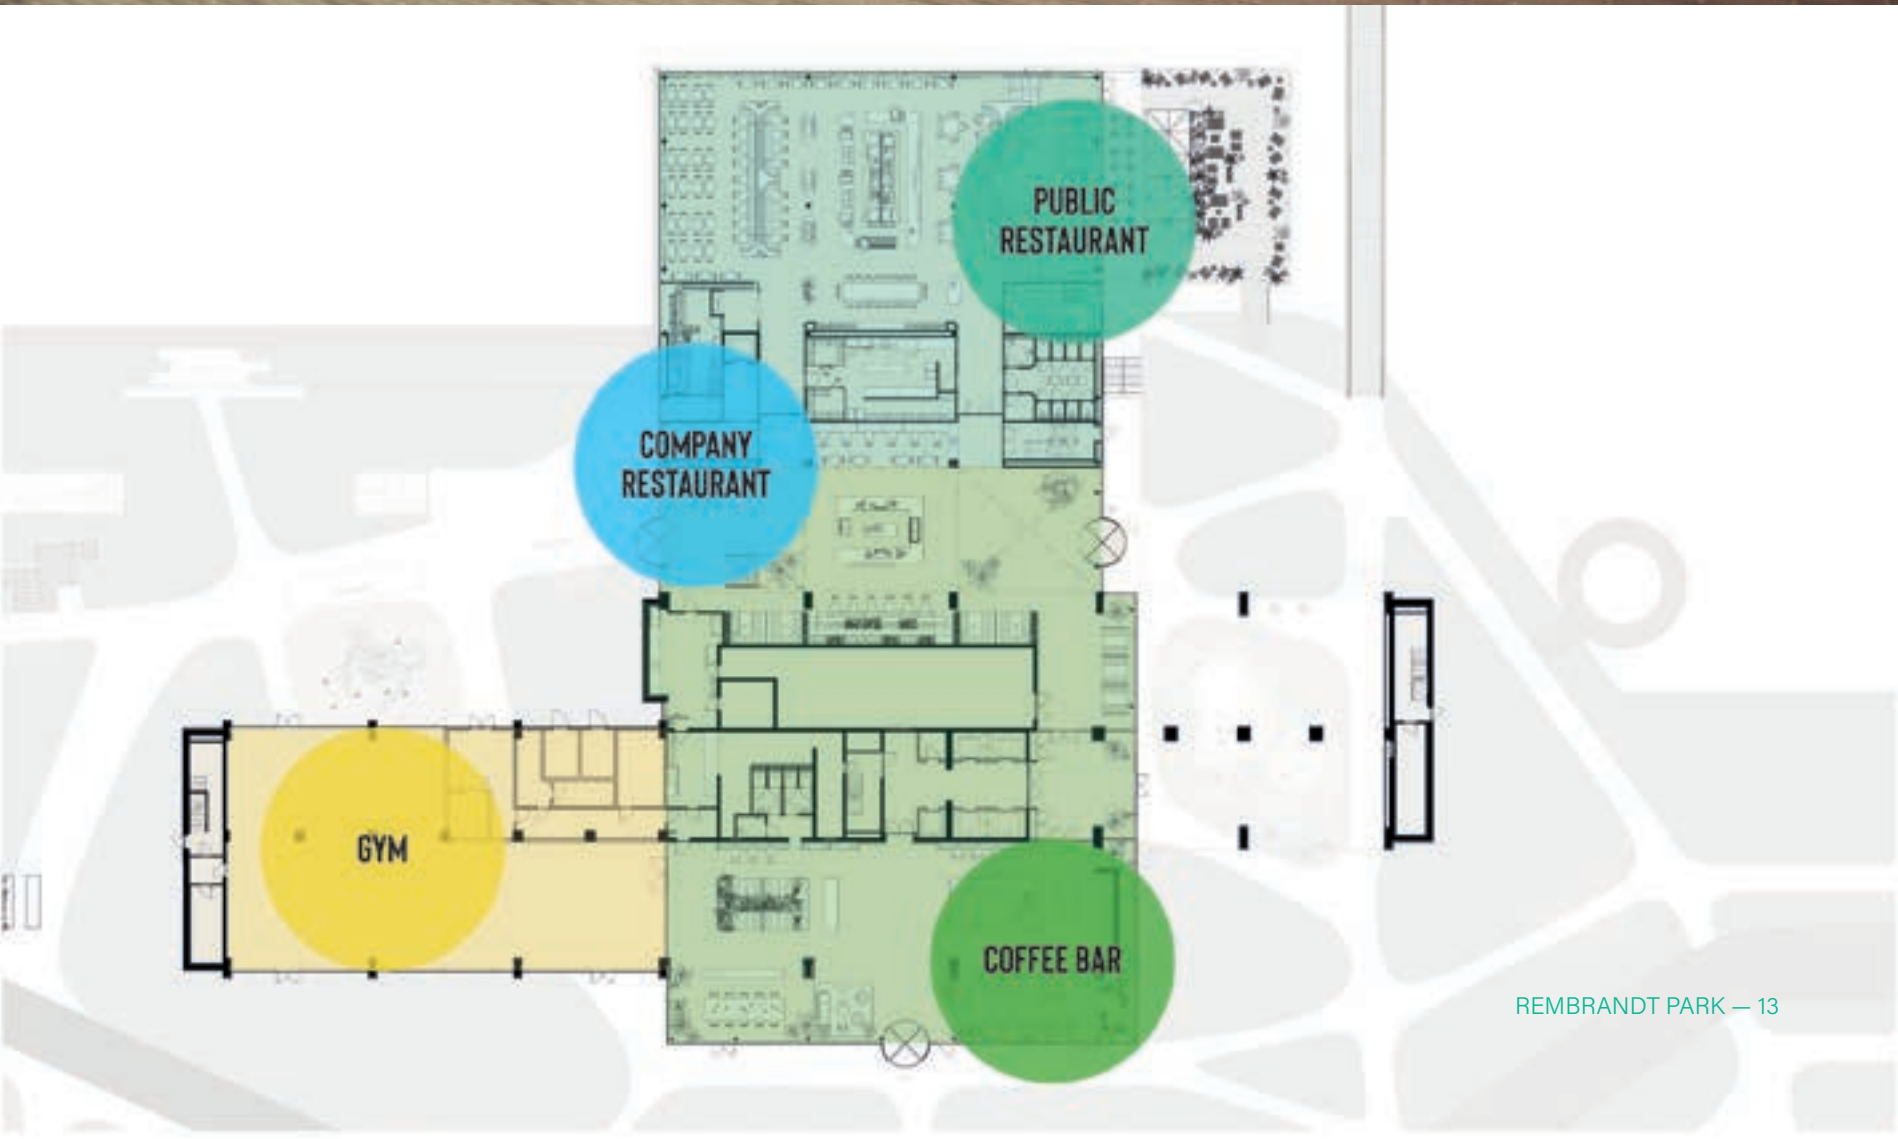 PUBLIC
RESTAURANT
COMPANY
RESTAURANT
GYM
COFFEE BAR
REMBRANDT PARK — 13